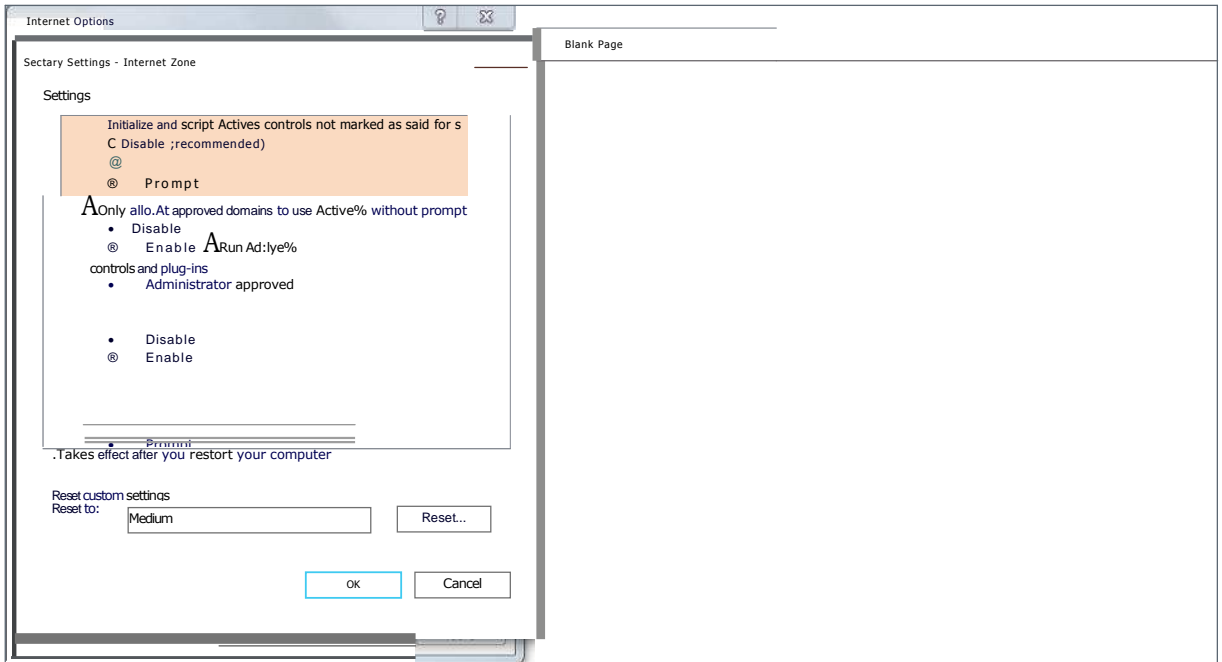 Internet Options
Blank Page
Sectary Settings - Internet Zone
Settings
Initialize and script Actives controls not marked as said for s
C Disable ;recommended)
@
® Prompt
AOnly allo.At approved domains to use Active% without prompt
• Disable
® Enable ARun Ad:lye%
controls and plug-ins
• Administrator approved
• Disable
® Enable
• Prompi
.Takes effect after you restort your computer
Reset custom settings
Reset to:
Medium
Reset...
OK
Cancel